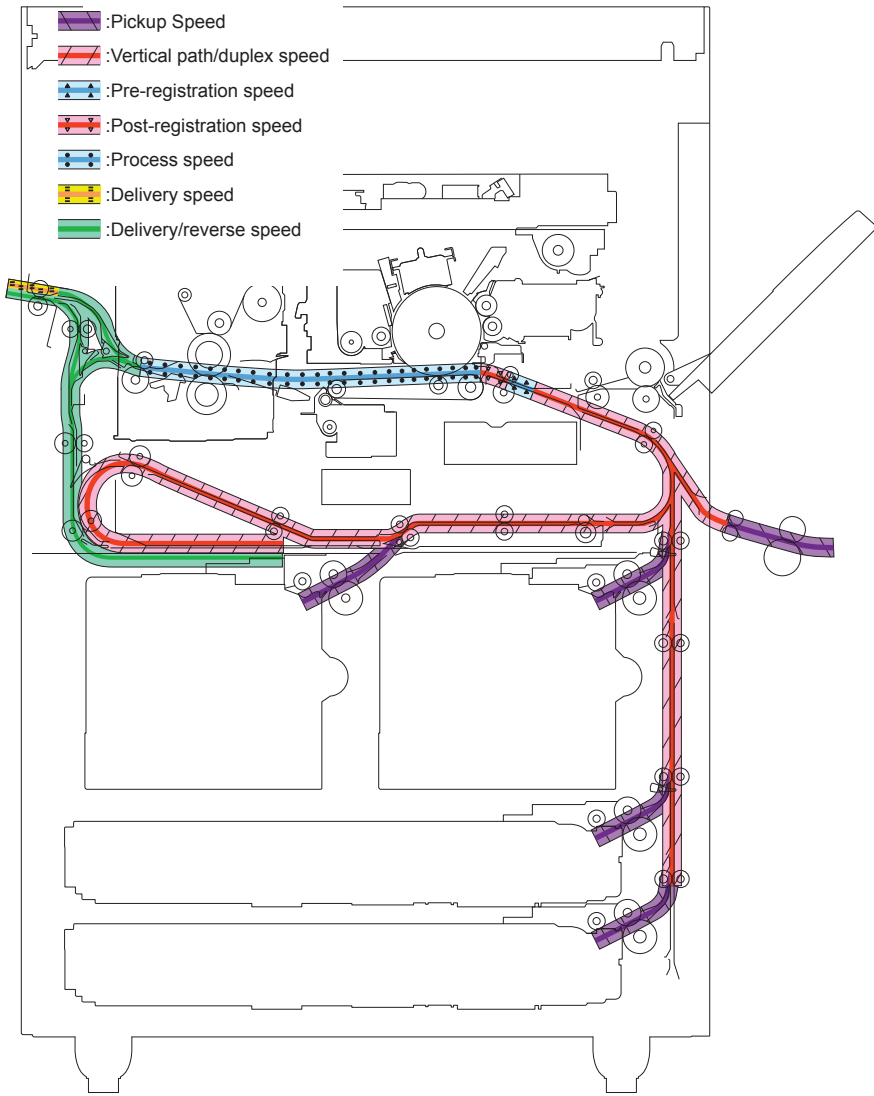 :Pickup Speed
:Vertical path/duplex speed
:Pre-registration speed
:Post-registration speed
:Process speed
:Delivery speed
:Delivery/reverse speed